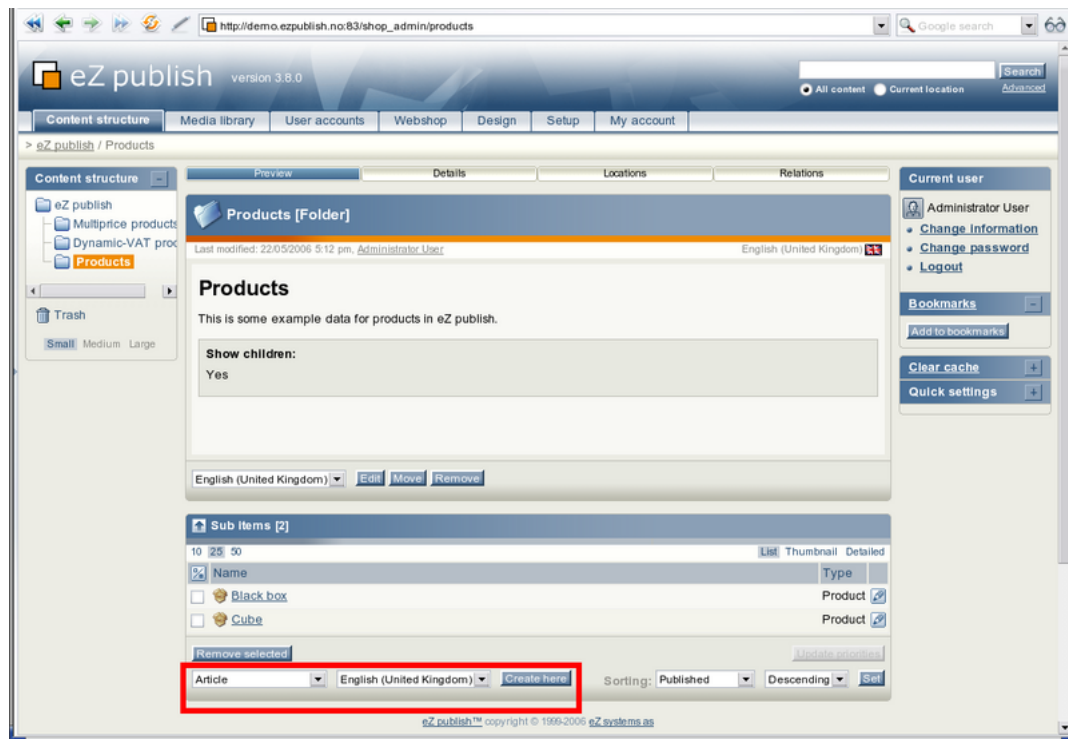 http://demo.ezpublish.no:83/shop_admin/products
Google search
eZ publish version 3.8.0
Search
All content Current location Advanced
Content structure Media library User accounts Webshop Design Setup My account
> eZ publish / Products
Content structure
Preview Details Locations Relations
Current user
eZ publish
Multiprice products
Dynamic-VAT proc
Products
Trash
Small Medium Large
Products [Folder]
Last modified: 22/05/2006 5:12 pm, Administrator User English (United Kingdom)
Products
This is some example data for products in eZ publish.
Show children:
Yes
English (United Kingdom) Edit Move Remove
Administrator User
Change information
Change password
Logout
Bookmarks
Add to bookmarks
Clear cache
Quick settings
Sub items [2]
10 25 50 List Thumbnail Detailed
Name Type
Black box Product
Cube Product
Remove selected Update priorities
Article English (United Kingdom) Create here Sorting: Published Descending Set
eZ publish™ copyright © 1999-2006 eZ systems as